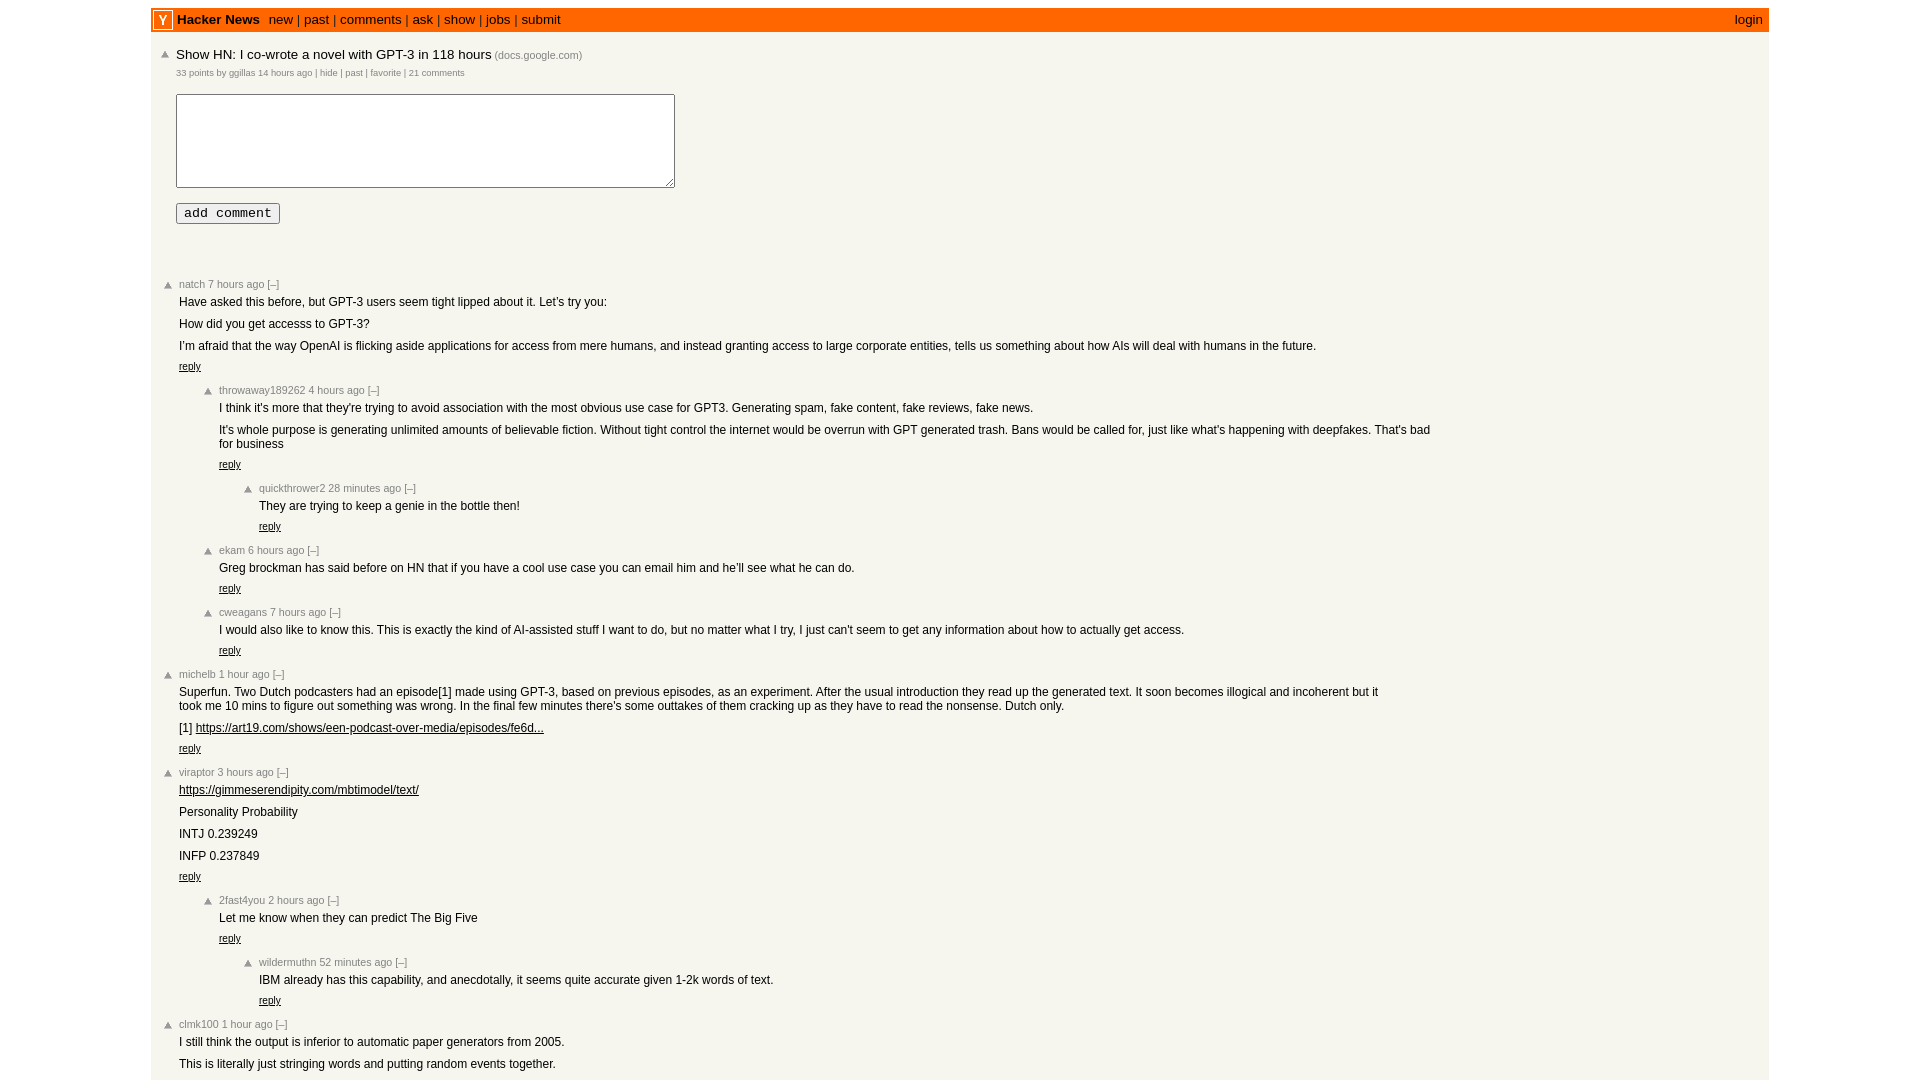 Y Hacker News new | past | comments | ask | show | jobs | submit login
Show HN: I co-wrote a novel with GPT-3 in 118 hours (docs.google.com)
33 points by ggillas 14 hours ago | hide | past | favorite | 21 comments
add comment
natch 7 hours ago [–]
Have asked this before, but GPT-3 users seem tight lipped about it. Let’s try you:
How did you get accesss to GPT-3?
I’m afraid that the way OpenAI is flicking aside applications for access from mere humans, and instead granting access to large corporate entities, tells us something about how AIs will deal with humans in the future.
reply
throwaway189262 4 hours ago [–]
I think it's more that they're trying to avoid association with the most obvious use case for GPT3. Generating spam, fake content, fake reviews, fake news.
It's whole purpose is generating unlimited amounts of believable fiction. Without tight control the internet would be overrun with GPT generated trash. Bans would be called for, just like what's happening with deepfakes. That's bad
for business
reply
quickthrower2 28 minutes ago [–]
They are trying to keep a genie in the bottle then!
reply
ekam 6 hours ago [–]
Greg brockman has said before on HN that if you have a cool use case you can email him and he’ll see what he can do.
reply
cweagans 7 hours ago [–]
I would also like to know this. This is exactly the kind of AI-assisted stuff I want to do, but no matter what I try, I just can't seem to get any information about how to actually get access.
reply
michelb 1 hour ago [–]
Superfun. Two Dutch podcasters had an episode[1] made using GPT-3, based on previous episodes, as an experiment. After the usual introduction they read up the generated text. It soon becomes illogical and incoherent but it
took me 10 mins to figure out something was wrong. In the final few minutes there's some outtakes of them cracking up as they have to read the nonsense. Dutch only.
[1] https://art19.com/shows/een-podcast-over-media/episodes/fe6d...
reply
viraptor 3 hours ago [–]
https://gimmeserendipity.com/mbtimodel/text/
Personality Probability
INTJ 0.239249
INFP 0.237849
reply
2fast4you 2 hours ago [–]
Let me know when they can predict The Big Five
reply
wildermuthn 52 minutes ago [–]
IBM already has this capability, and anecdotally, it seems quite accurate given 1-2k words of text.
reply
clmk100 1 hour ago [–]
I still think the output is inferior to automatic paper generators from 2005.
This is literally just stringing words and putting random events together.